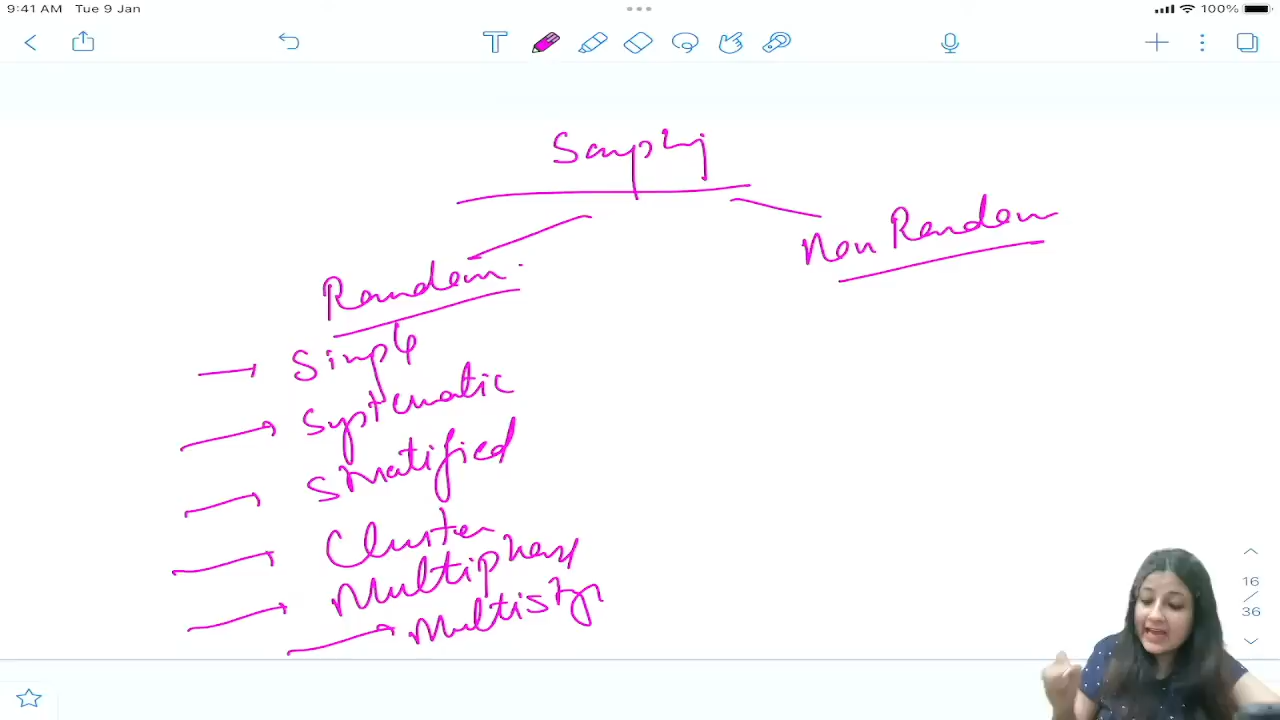 9:41 AM Tue 9 Jan
100%
T
Sampling
Random
Non Random
Simple
Systematic
Stratified
Cluster
Multiphase
Multistage
16
/
36